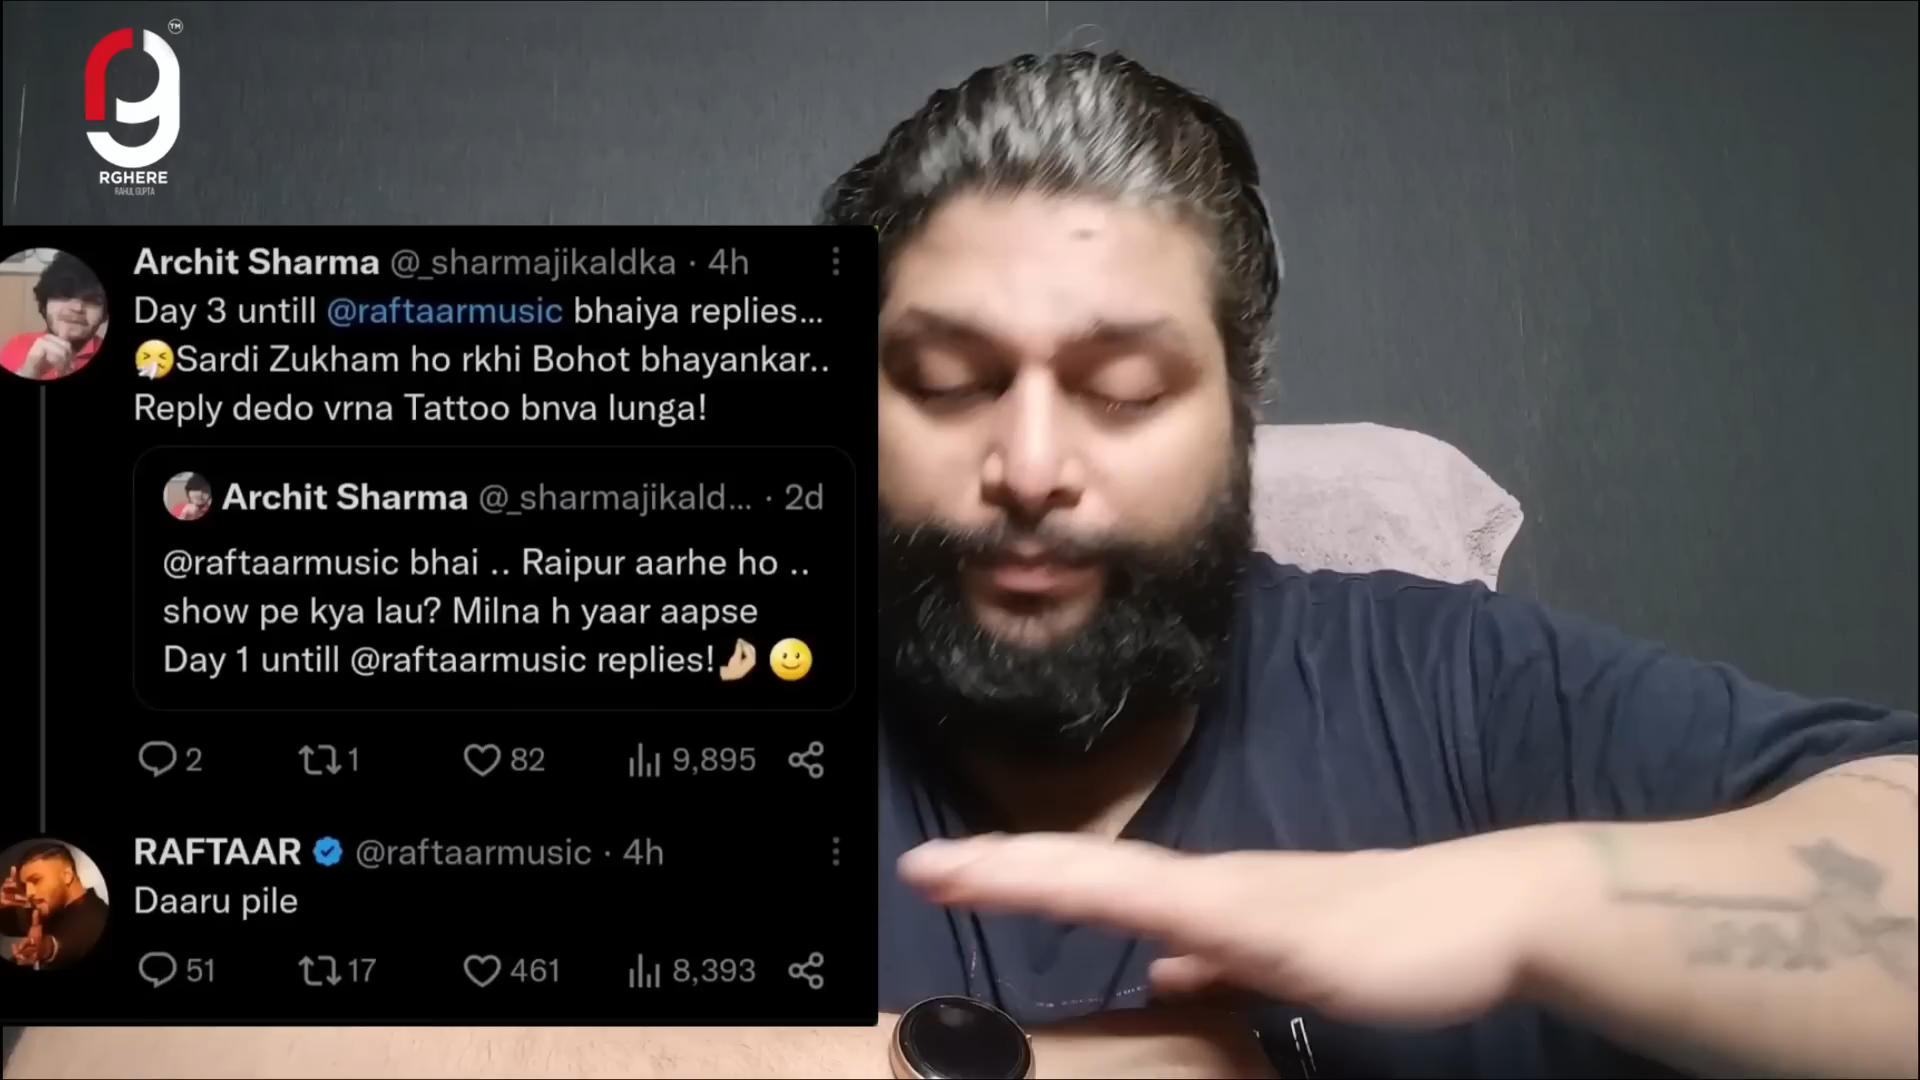 TM
RGHERE
RAHUL GUPTA
Archit Sharma @_sharmajikaldka · 4h
Day 3 untill @raftaarmusic bhaiya replies...
🤧Sardi Zukham ho rkhi Bohot bhayankar..
Reply dedo vrna Tattoo bnva lunga!
Archit Sharma @_sharmajikald... · 2d
@raftaarmusic bhai .. Raipur aarhe ho ..
show pe kya lau? Milna h yaar aapse
Day 1 untill @raftaarmusic replies!🤌🏼🙂
2 1 82 9,895
RAFTAAR @raftaarmusic · 4h
Daaru pile
51 17 461 8,393